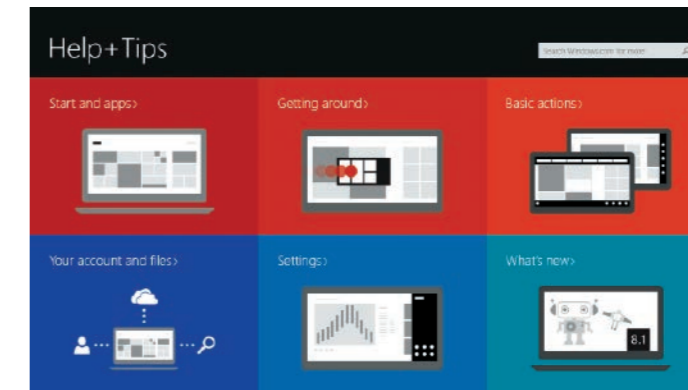 Help+Tips
Search Windows.com for more
Start and apps›
Getting around›
Basic actions›
Your account and files›
Settings›
What's new›
8.1